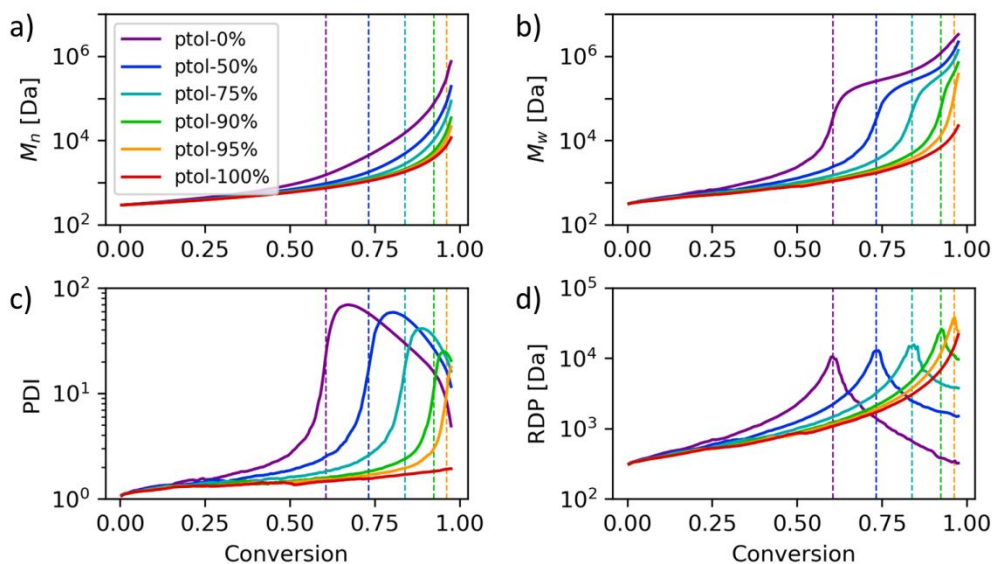 a)
M_n [Da]
10^6
10^4
10^2
ptol-0%
ptol-50%
ptol-75%
ptol-90%
ptol-95%
ptol-100%
0.00 0.25 0.50 0.75 1.00
b)
M_w [Da]
10^6
10^4
10^2
0.00 0.25 0.50 0.75 1.00
c)
PDI
10^2
10^1
10^0
0.00 0.25 0.50 0.75 1.00
Conversion
d)
RDP [Da]
10^5
10^4
10^3
10^2
0.00 0.25 0.50 0.75 1.00
Conversion